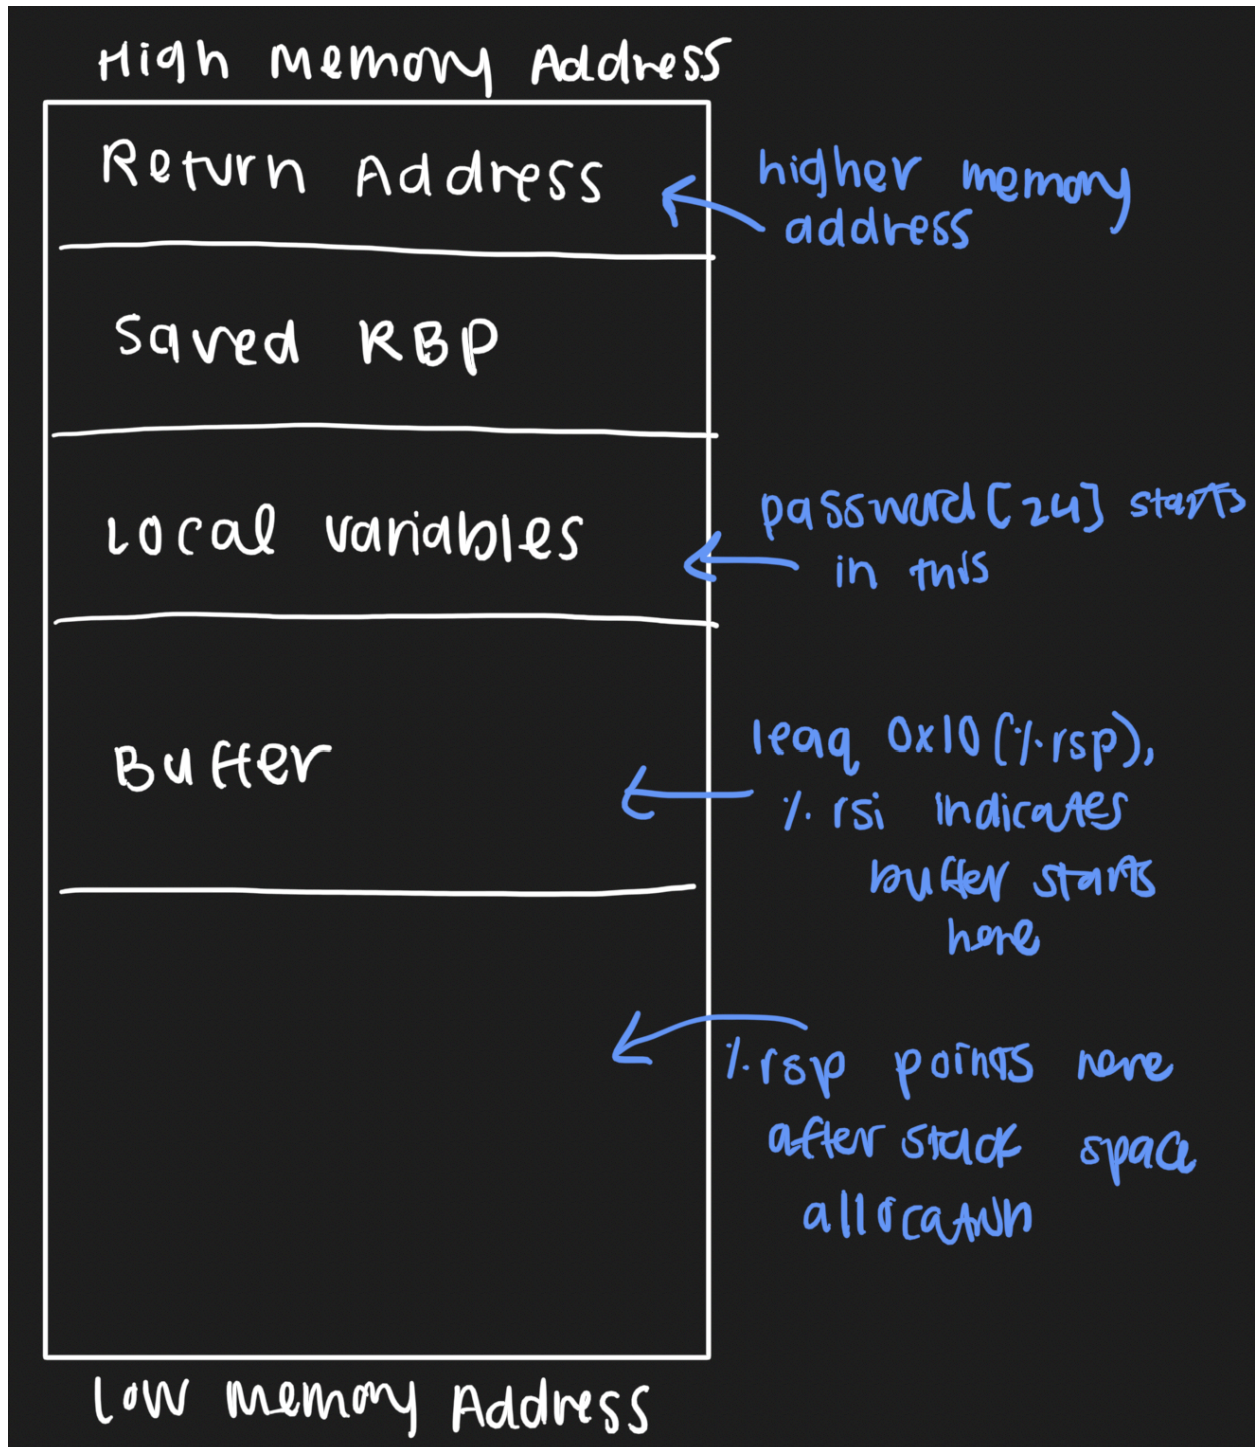 High Memory Address
Return Address
higher memory
address
Saved RBP
Local variables
password[24] starts
in this
Buffer
leaq 0x10(%rsp),
%rsi indicates
buffer starts
here
%rsp points here
after stack space
allocation
Low Memory Address